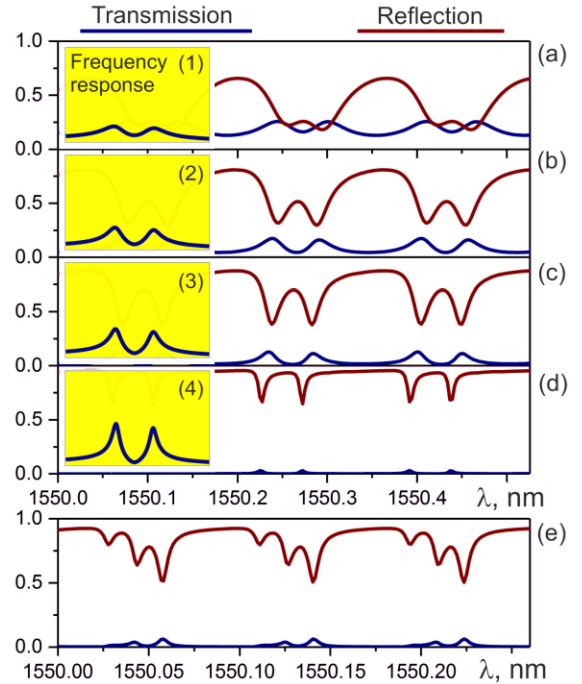 Transmission Reflection
1.0 (a)
Frequency (1)
response
0.5
0.0
(2) (b)
0.5
0.0
(3) (c)
0.5
0.0
(4) (d)
0.5
0.0
1550.0 1550.1 1550.2 1550.3 1550.4 λ, nm
1.0 (e)
0.5
0.0
1550.00 1550.05 1550.10 1550.15 1550.20 λ, nm